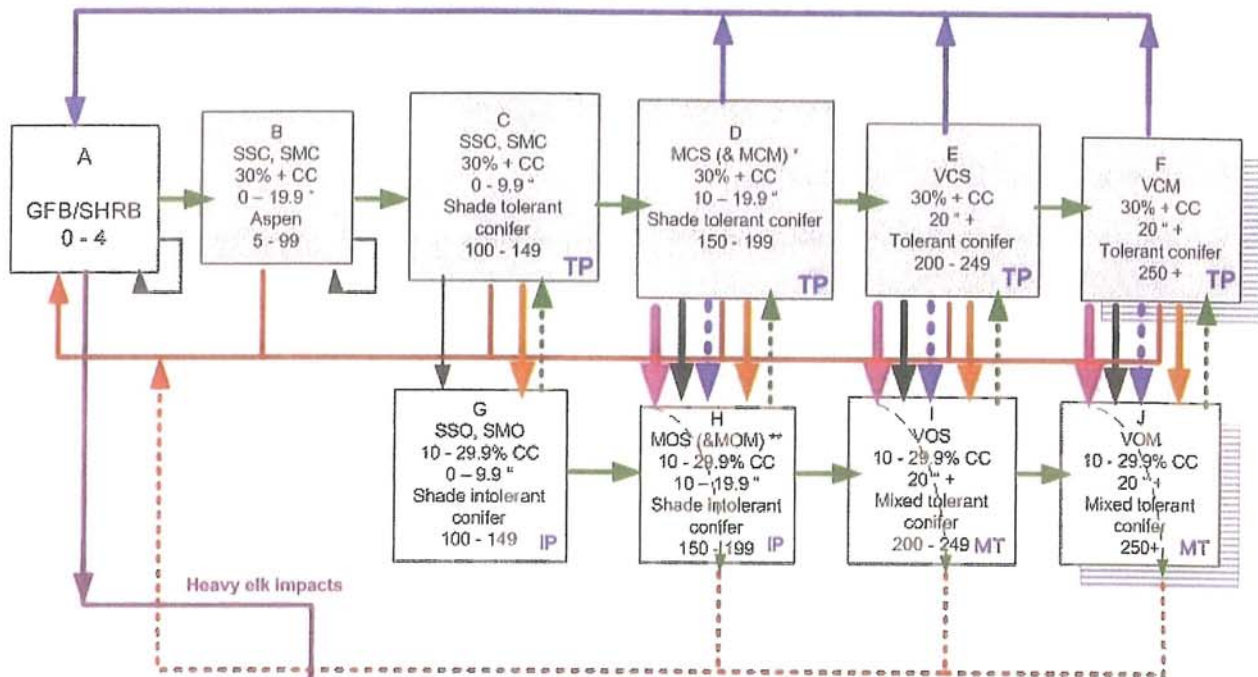 A
GFB/SHRB
0 - 4
B
SSC, SMC
30% + CC
0 – 19.9 "
Aspen
5 - 99
C
SSC, SMC
30% + CC
0 - 9.9 "
Shade tolerant
conifer
100 - 149
TP
D
MCS (& MCM) *
30% + CC
10 – 19.9 "
Shade tolerant conifer
150 - 199
TP
E
VCS
30% + CC
20 " +
Tolerant conifer
200 - 249
TP
F
VCM
30% + CC
20 " +
Tolerant conifer
250 +
TP
G
SSO, SMO
10 - 29.9% CC
0 – 9.9 "
Shade intolerant
conifer
100 - 149
IP
H
MOS (&MOM) **
10 - 29.9% CC
10 – 19.9 "
Shade intolerant
conifer
150 - 199
IP
I
VOS
10 - 29.9% CC
20 " +
Mixed tolerant
conifer
200 - 249
MT
J
VOM
10 - 29.9% CC
20 " +
Mixed tolerant
conifer
250+
MT
Heavy elk impacts